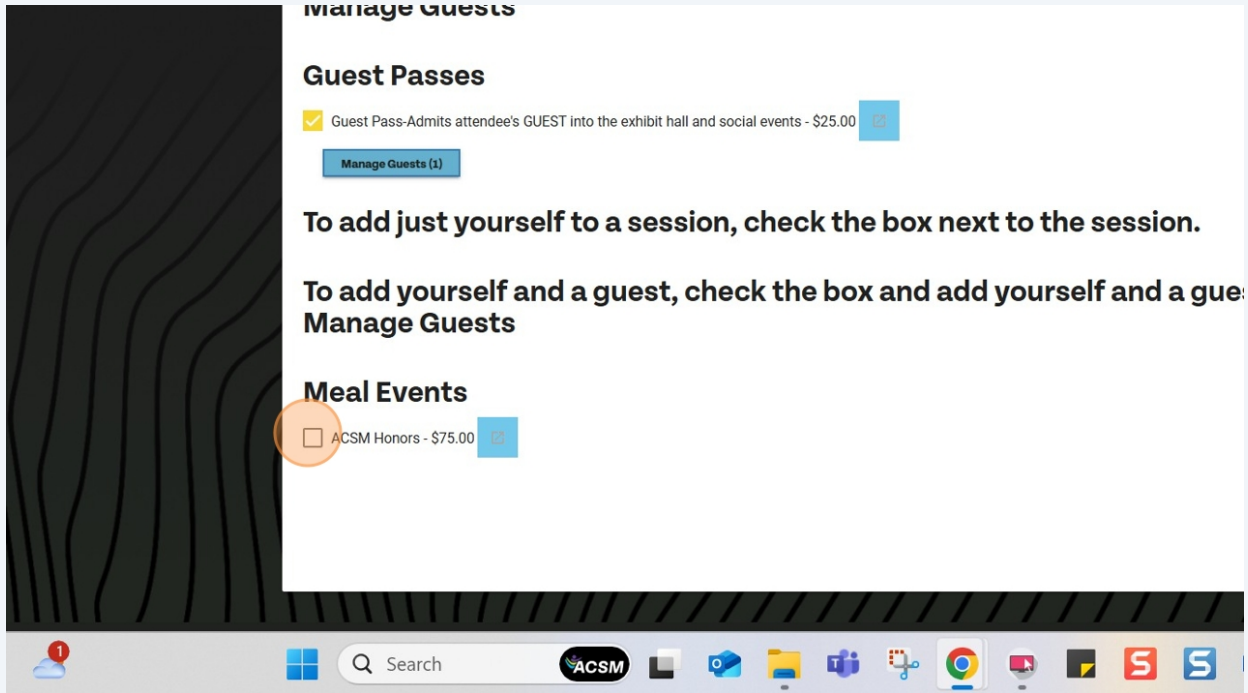 Manage Guests
Guest Passes
Guest Pass-Admits attendee's GUEST into the exhibit hall and social events - $25.00
Manage Guests (1)
To add just yourself to a session, check the box next to the session.
To add yourself and a guest, check the box and add yourself and a
Manage Guests
Meal Events
ACSM Honors - $75.00
1
Search
ACSM